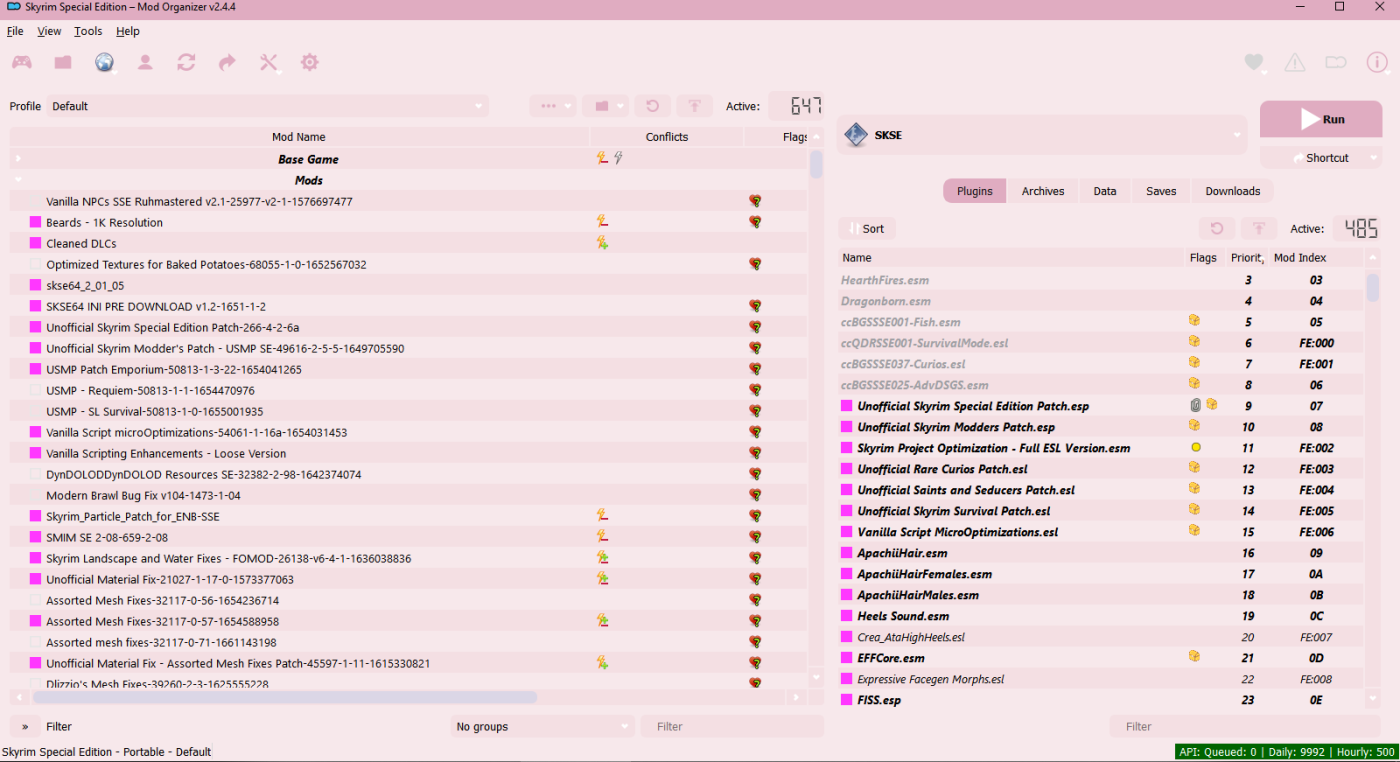 Skyrim Special Edition – Mod Organizer v2.4.4
File View Tools Help
Profile Default Active: 647
Mod Name Conflicts Flags
Base Game
Mods
Vanilla NPCs SSE Ruhmastered v2.1-25977-v2-1-1576697477
Beards - 1K Resolution
Cleaned DLCs
Optimized Textures for Baked Potatoes-68055-1-0-1652567032
skse64_2_01_05
SKSE64 INI PRE DOWNLOAD v1.2-1651-1-2
Unofficial Skyrim Special Edition Patch-266-4-2-6a
Unofficial Skyrim Modder's Patch - USMP SE-49616-2-5-5-1649705590
USMP Patch Emporium-50813-1-3-22-1654041265
USMP - Requiem-50813-1-1-1654470976
USMP - SL Survival-50813-1-0-1655001935
Vanilla Script microOptimizations-54061-1-16a-1654031453
Vanilla Scripting Enhancements - Loose Version
DynDOLODDynDOLOD Resources SE-32382-2-98-1642374074
Modern Brawl Bug Fix v104-1473-1-04
Skyrim_Particle_Patch_for_ENB-SSE
SMIM SE 2-08-659-2-08
Skyrim Landscape and Water Fixes - FOMOD-26138-v6-4-1-1636038836
Unofficial Material Fix-21027-1-17-0-1573377063
Assorted Mesh Fixes-32117-0-56-1654236714
Assorted Mesh Fixes-32117-0-57-1654588958
Assorted mesh fixes-32117-0-71-1661143198
Unofficial Material Fix - Assorted Mesh Fixes Patch-45597-1-11-1615330821
Dlizzio's Mesh Fixes-39260-2-3-1625555228
» Filter No groups Filter
SKSE
Run
Shortcut
Plugins Archives Data Saves Downloads
Sort Active: 485
Name Flags Priority Mod Index
HearthFires.esm 3 03
Dragonborn.esm 4 04
ccBGSSSE001-Fish.esm 5 05
ccQDRSSE001-SurvivalMode.esl 6 FE:000
ccBGSSSE037-Curios.esl 7 FE:001
ccBGSSSE025-AdvDSGS.esm 8 06
Unofficial Skyrim Special Edition Patch.esp 9 07
Unofficial Skyrim Modders Patch.esp 10 08
Skyrim Project Optimization - Full ESL Version.esm 11 FE:002
Unofficial Rare Curios Patch.esl 12 FE:003
Unofficial Saints and Seducers Patch.esl 13 FE:004
Unofficial Skyrim Survival Patch.esl 14 FE:005
Vanilla Script MicroOptimizations.esl 15 FE:006
ApachiiHair.esm 16 09
ApachiiHairFemales.esm 17 0A
ApachiiHairMales.esm 18 0B
Heels Sound.esm 19 0C
Crea_AtaHighHeels.esl 20 FE:007
EFFCore.esm 21 0D
Expressive Facegen Morphs.esl 22 FE:008
FISS.esp 23 0E
Filter
Skyrim Special Edition - Portable - Default
API: Queued: 0 | Daily: 9992 | Hourly: 500